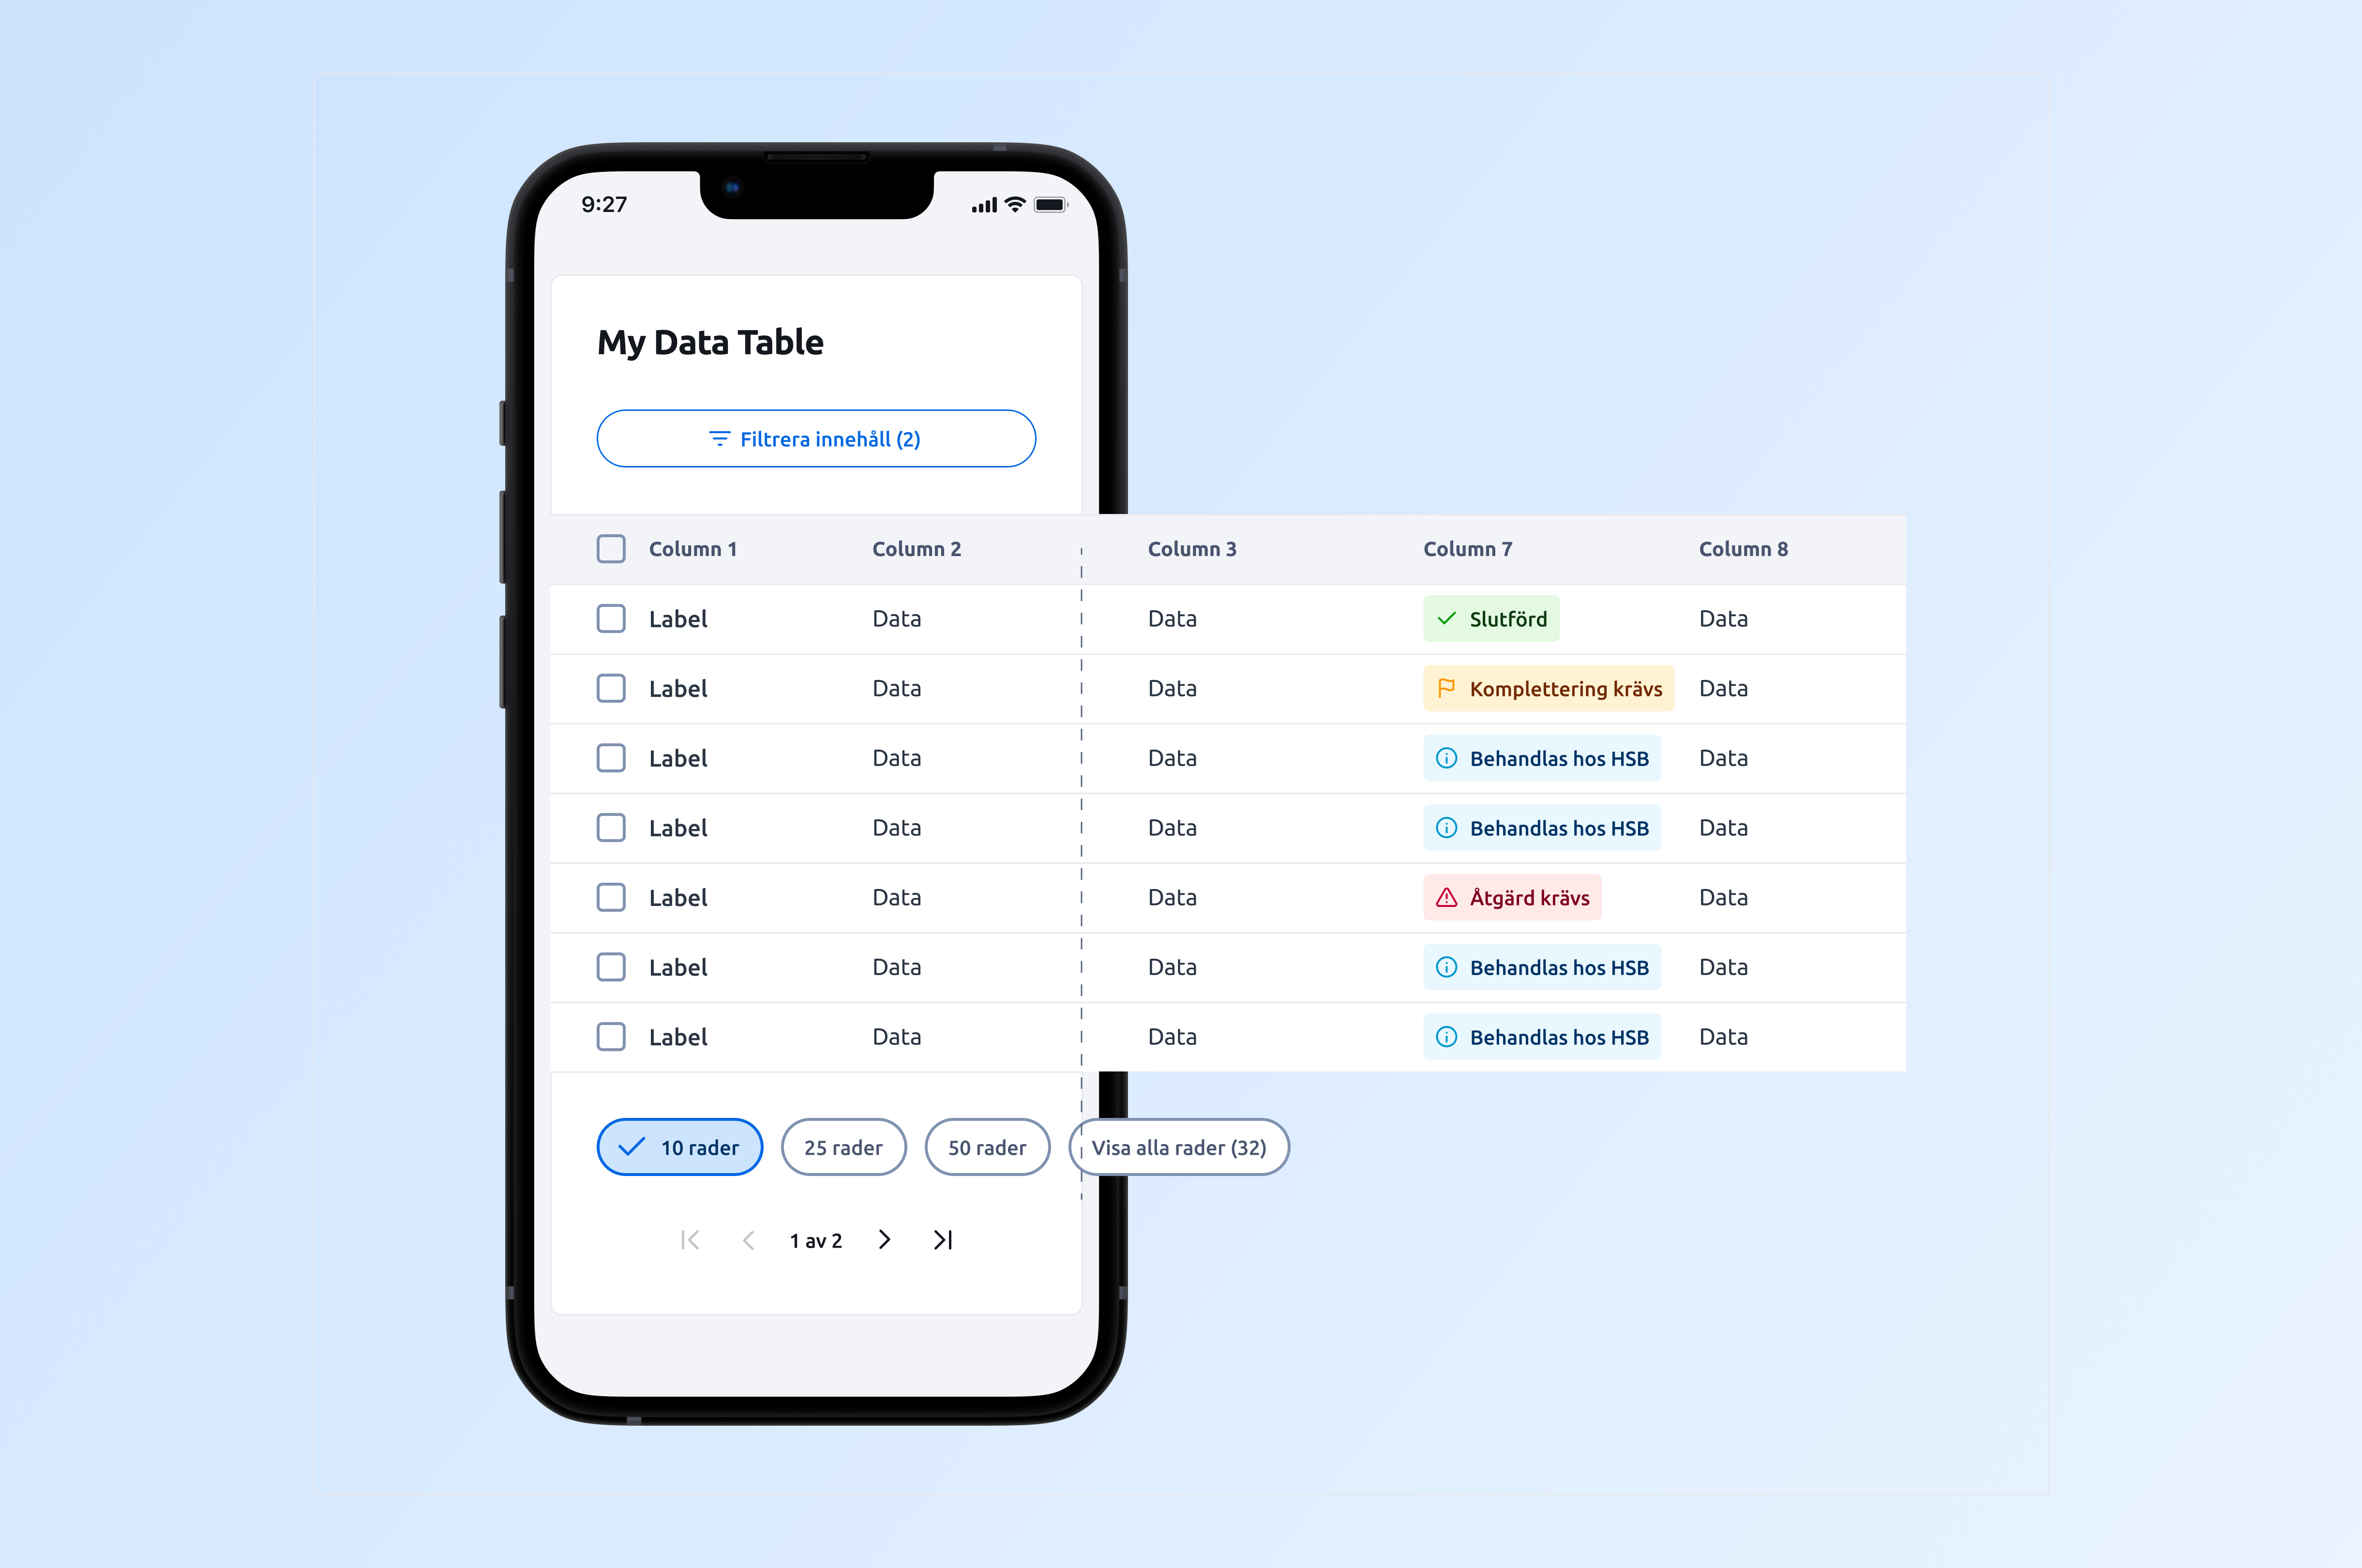 9:27
My Data Table
Filtrera innehåll (2)
Column 1 Column 2 Column 3 Column 7 Column 8
Label Data Data Slutförd Data
Label Data Data Komplettering krävs Data
Label Data Data Behandlas hos HSB Data
Label Data Data Behandlas hos HSB Data
Label Data Data Åtgärd krävs Data
Label Data Data Behandlas hos HSB Data
Label Data Data Behandlas hos HSB Data
10 rader 25 rader 50 rader Visa alla rader (32)
1 av 2